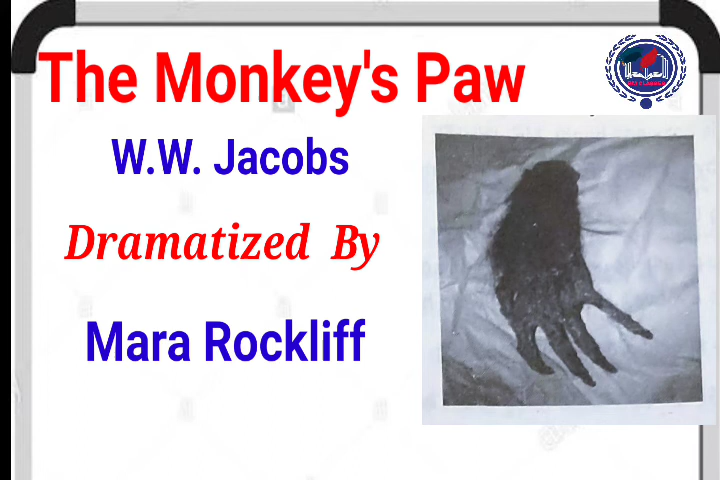 The Monkey's Paw
W.W. Jacobs
Dramatized By
Mara Rockliff